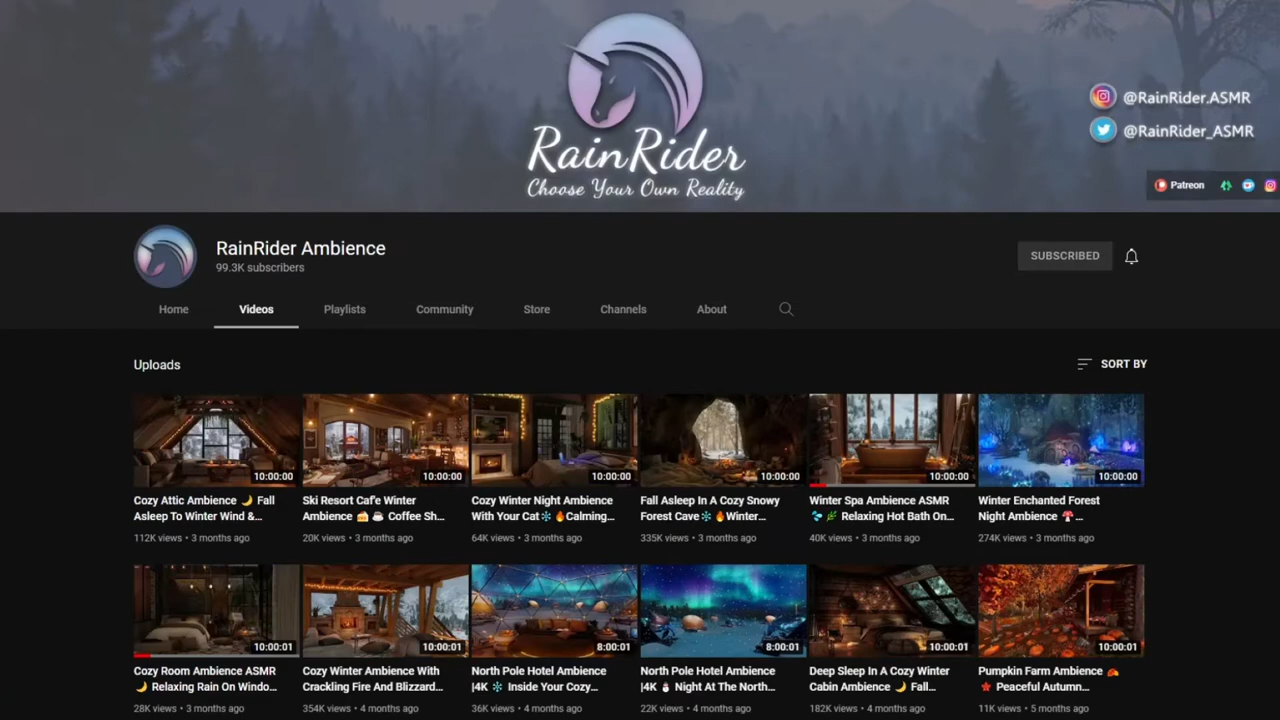 RainRider
Choose Your Own Reality
@RainRider.ASMR
@RainRider_ASMR
Patreon
RainRider Ambience
99.3K subscribers
SUBSCRIBED
Home Videos Playlists Community Store Channels About
Uploads
SORT BY
10:00:00 10:00:00 10:00:00 10:00:00 10:00:00 10:00:00
Cozy Attic Ambience 🌙 Fall
Asleep To Winter Wind &...
112K views • 3 months ago
Ski Resort Caf'e Winter
Ambience 🍰 ☕ Coffee Sh...
20K views • 3 months ago
Cozy Winter Night Ambience
With Your Cat❄️ 🔥Calming...
64K views • 3 months ago
Fall Asleep In A Cozy Snowy
Forest Cave❄️ 🔥Winter...
335K views • 3 months ago
Winter Spa Ambience ASMR
🫧 🌿 Relaxing Hot Bath On...
40K views • 3 months ago
Winter Enchanted Forest
Night Ambience 🍄...
274K views • 3 months ago
10:00:01 10:00:01 8:00:01 8:00:01 10:00:01 10:00:01
Cozy Room Ambience ASMR
🌙 Relaxing Rain On Windo...
28K views • 3 months ago
Cozy Winter Ambience With
Crackling Fire And Blizzard...
354K views • 4 months ago
North Pole Hotel Ambience
|4K ❄️ Inside Your Cozy...
36K views • 4 months ago
North Pole Hotel Ambience
|4K ⛄ Night At The North...
22K views • 4 months ago
Deep Sleep In A Cozy Winter
Cabin Ambience 🌙 Fall...
182K views • 4 months ago
Pumpkin Farm Ambience 🍂
🍁 Peaceful Autumn...
11K views • 5 months ago